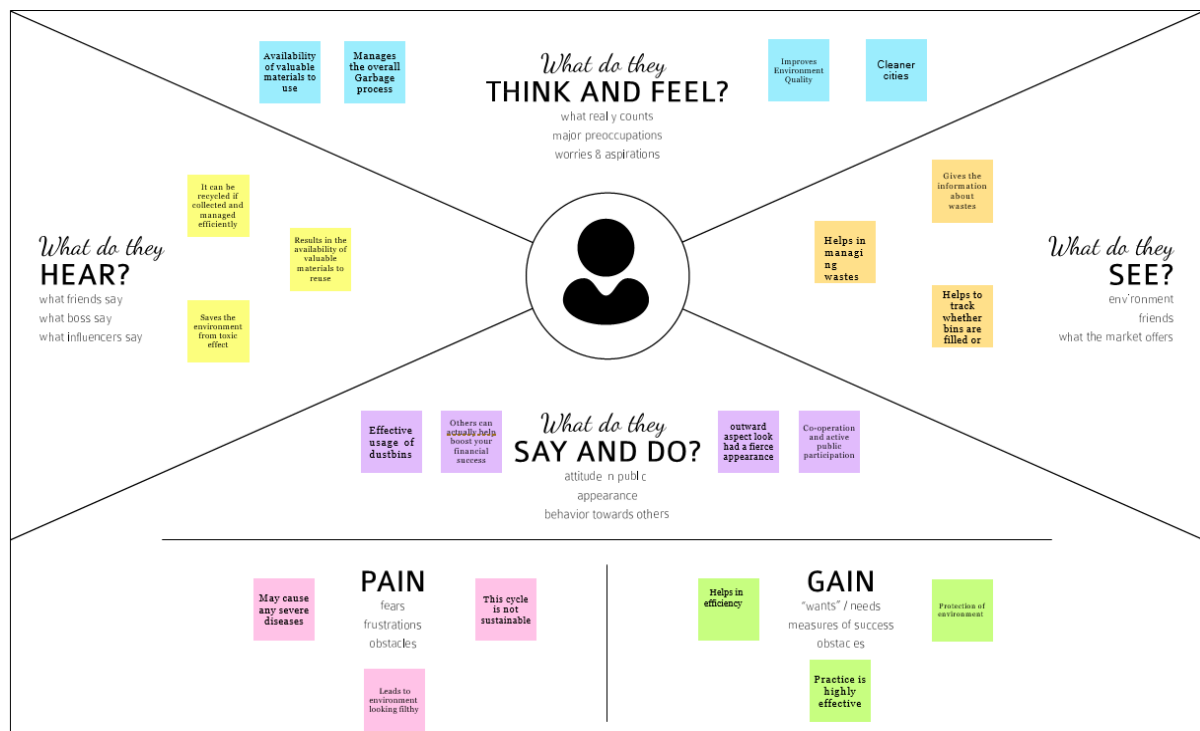 Availability
of valuable
materials to
use
Manages
the overall
Garbage
process
What do they
THINK AND FEEL?
what real y counts
major preoccupations
worries & aspirations
Improves
Environment
Quality
Cleaner
cities
What do they
HEAR?
what friends say
what boss say
what influencers say
It can be
recycled if
collected and
managed
efficiently
Results in the
availability of
valuable
materials to
reuse
Saves the
environment
from toxic
effect
Gives the
information
about
wastes
Helps in
managi
ng
wastes
Helps to
track
whether
bins are
filled or
What do they
SEE?
environment
friends
what the market offers
Effective
usage of
dustbins
Others can
actually help
boost your
financial
success
What do they
SAY AND DO?
attitude n publ c
appearance
behavior towards others
outward
aspect look
had a fierce
appearance
Co-operation
and active
public
participation
May cause
any severe
diseases
PAIN
fears
frustrations
obstacles
This cycle
is not
sustainable
Leads to
environment
looking filthy
Helps in
efficiency
GAIN
"wants" / needs
measures of success
obstac es
Protection of
environment
Practice is
highly
effective